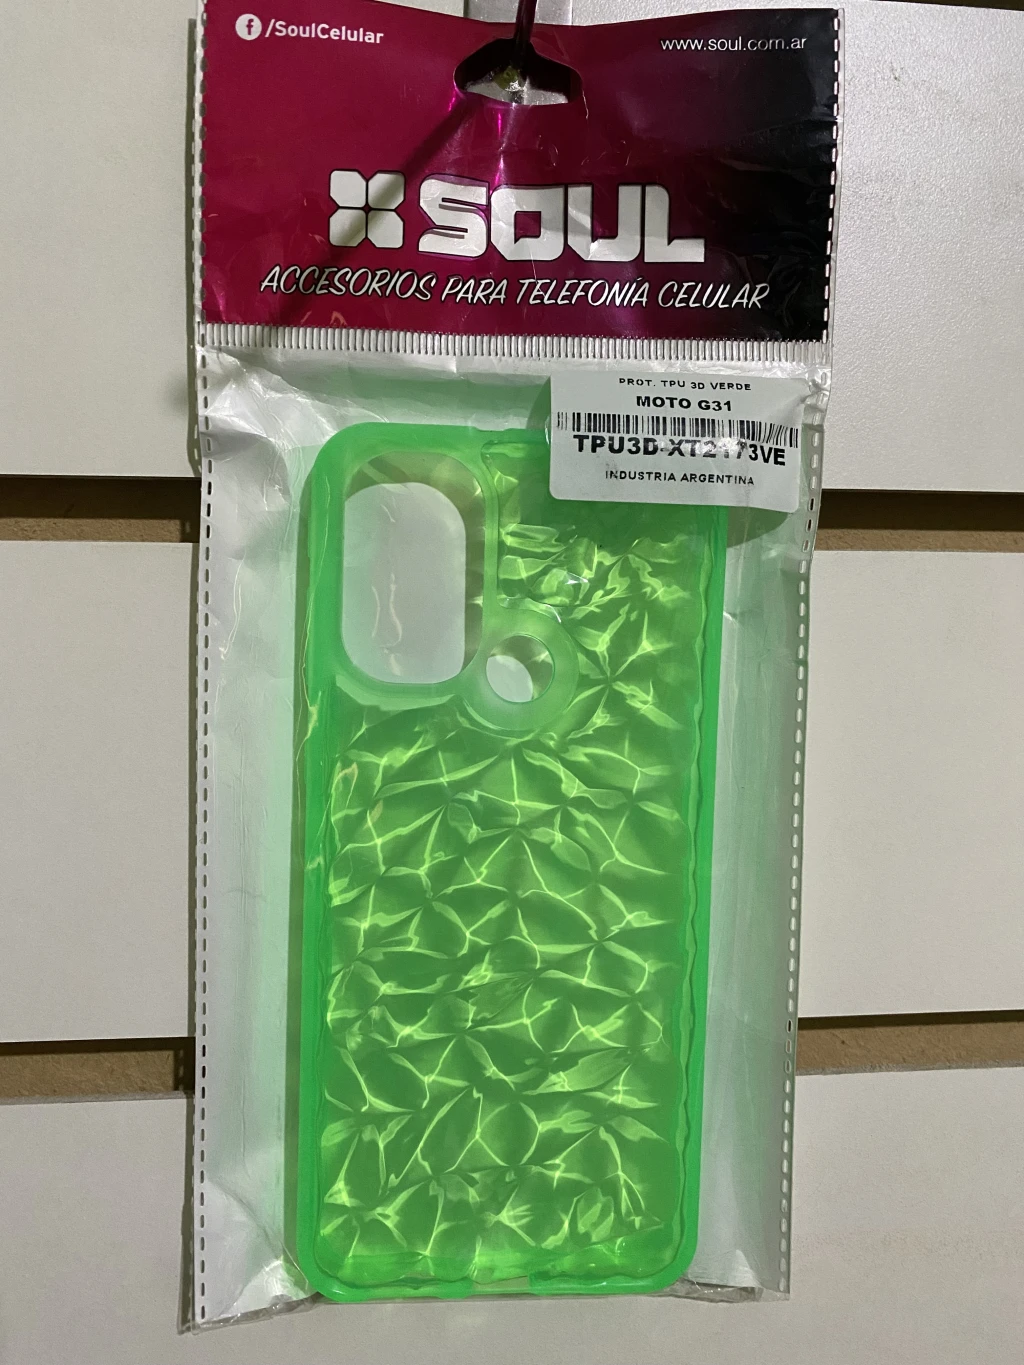 f/SoulCelular
www.soul.com.ar
SOUL
ACCESORIOS PARA TELEFONÍA CELULAR
PROT. TPU 3D VERDE
MOTO G31
TPU3D-XT2173VE
INDUSTRIA ARGENTINA